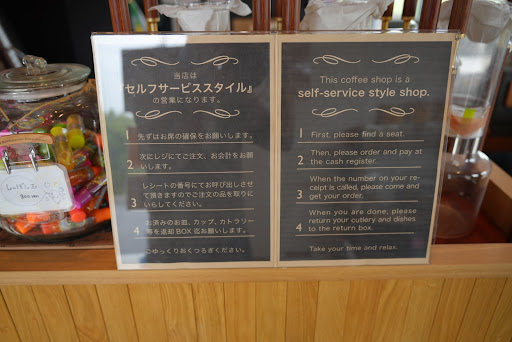 当店は
『セルフサービススタイル』
の営業になります。
1 先ずはお席の確保をお願いします。
2 次にレジにてご注文、お会計をお願
いします。
3 レシートの番号にてお呼び出しさせ
て頂きますのでご注文の品を取りに
いらしてください。
4 お済みのお皿、カップ、カトラリー
等を返却 BOX 迄お願いします。
ごゆっくりおくつろぎください。
This coffee shop is a
self-service style shop.
1 First, please find a seat.
2 Then, please order and pay at
the cash register.
3 When the number on your re-
ceipt is called, please come and
get your order.
4 When you are done, please
return your cutlery and dishes
to the return box.
Take your time and relax.